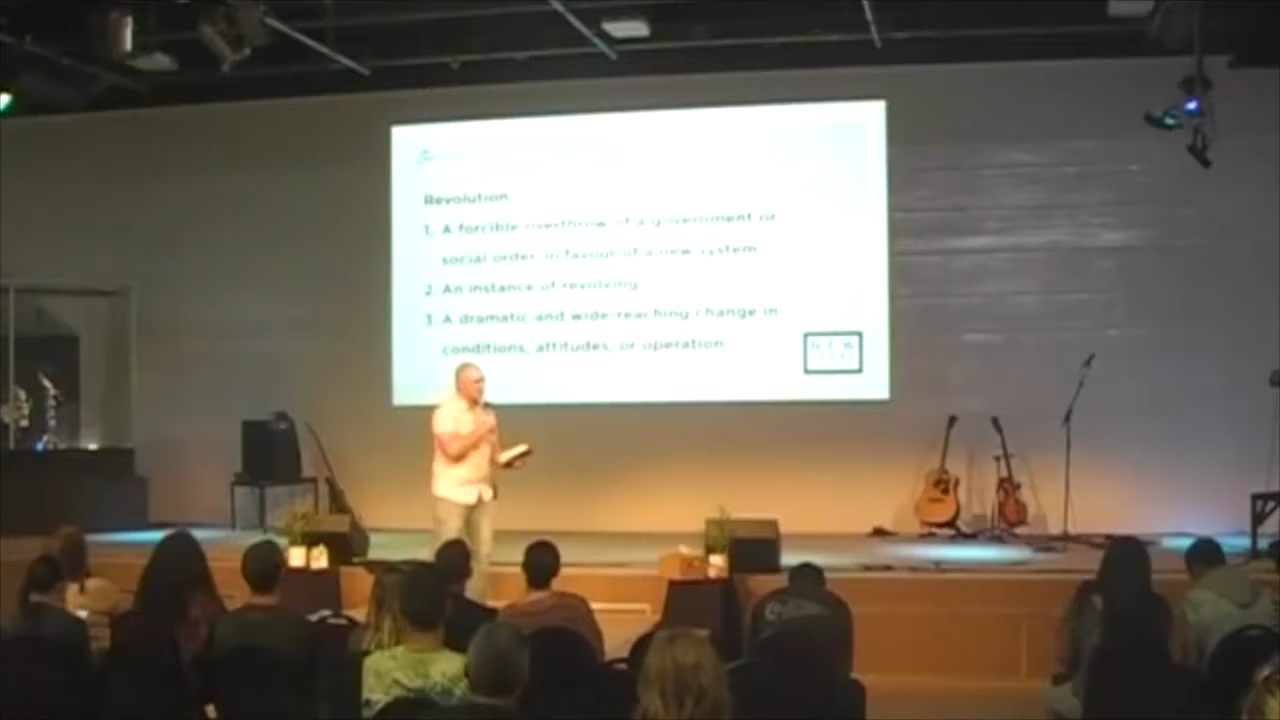 Revolution
1. A forcible overthrow of a government or
social order, in favour of a new system.
2. An instance of revolving.
3. A dramatic and wide-reaching change in
conditions, attitudes, or operation
NEW